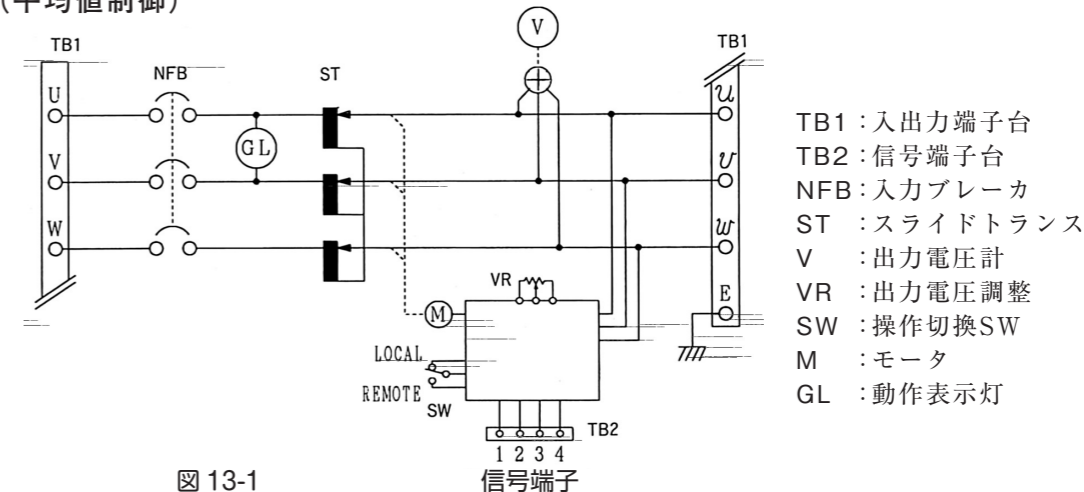 (平均値制御)
TB1
NFB
ST
V
TB1
U
V
W
GL
u
v
w
E
VR
M
LOCAL
REMOTE
SW
TB2
1 2 3 4
信号端子
図 13-1
TB1：入出力端子台
TB2：信号端子台
NFB：入力ブレーカ
ST ：スライドトランス
V ：出力電圧計
VR ：出力電圧調整
SW ：操作切換SW
M ：モータ
GL ：動作表示灯